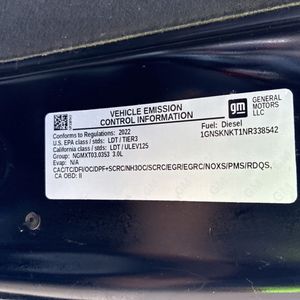 VEHICLE EMISSION
CONTROL INFORMATION
gm
GENERAL
MOTORS
LLC
Conforms to Regulations: 2022
U.S. EPA class / stds: LDT / TIER3
California class / stds: LDT / ULEV125
Group: NGMXT03.0353 3.0L
Evap: N/A
Fuel: Diesel
1GNSKNKT1NR338542
CAC/TC/DFI/OC/DPF+SCRC/NH3OC/SCRC/EGR/EGRC/NOXS/PMS/RDQS,
CA OBD: II